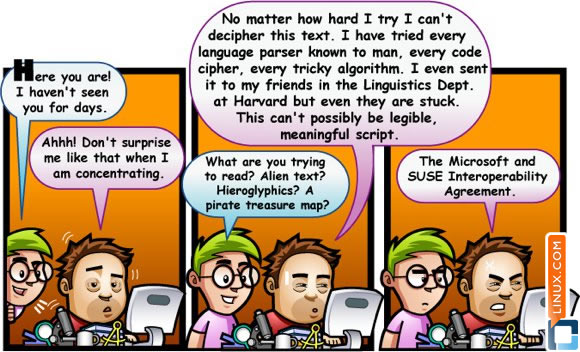 Here you are!
I haven't seen
you for days.
Ahhh! Don't surprise
me like that when I
am concentrating.
What are you trying
to read? Alien text?
Hieroglyphics? A
pirate treasure map?
No matter how hard I try I can't
decipher this text. I have tried every
language parser known to man, every code
cipher, every tricky algorithm. I even sent
it to my friends in the Linguistics Dept.
at Harvard but even they are stuck.
This can't possibly be legible,
meaningful script.
The Microsoft and
SUSE Interoperability
Agreement.
LINUX.COM